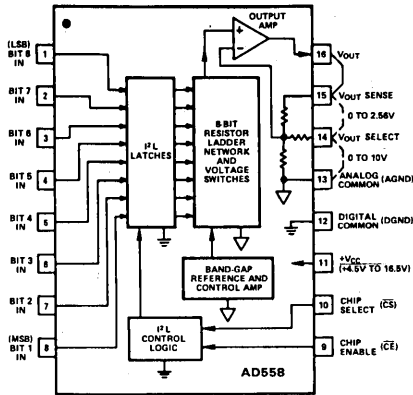 OUTPUT
AMP
+
−
(LSB)
BIT 8
IN
1
BIT 7
IN
2
BIT 6
IN
3
BIT 5
IN
4
BIT 4
IN
5
BIT 3
IN
6
BIT 2
IN
7
(MSB)
BIT 1
IN
8
I²L
LATCHES
8-BIT
RESISTOR
LADDER
NETWORK
AND
VOLTAGE
SWITCHES
BAND-GAP
REFERENCE AND
CONTROL AMP
I²L
CONTROL
LOGIC
AD558
16 VOUT
15 VOUT SENSE
0 TO 2.56V
14 VOUT SELECT
0 TO 10V
13 ANALOG
COMMON (AGND)
12 DIGITAL
COMMON (DGND)
11 +VCC
(+4.5V TO 16.5V)
10 CHIP
SELECT (CS)
9 CHIP
ENABLE (CE)